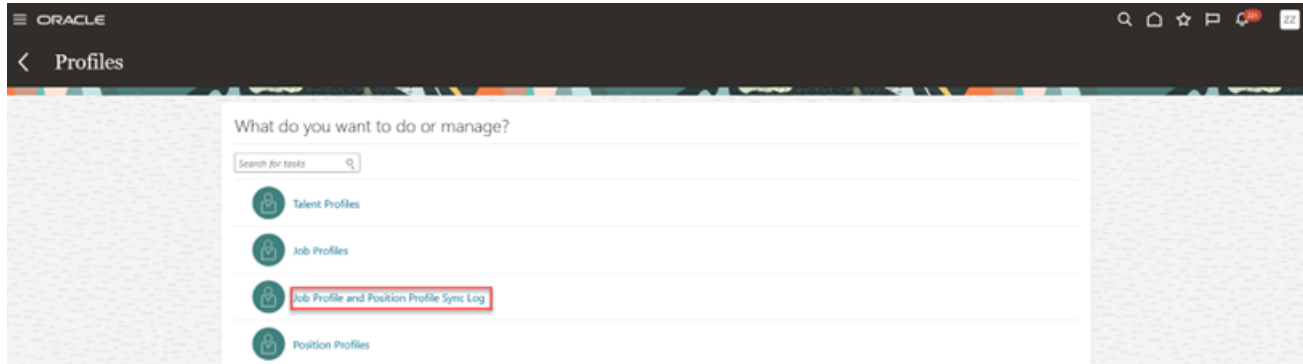 ORACLE
ZZ
Profiles
What do you want to do or manage?
Search for tasks
Talent Profiles
Job Profiles
Job Profile and Position Profile Sync Log
Position Profiles